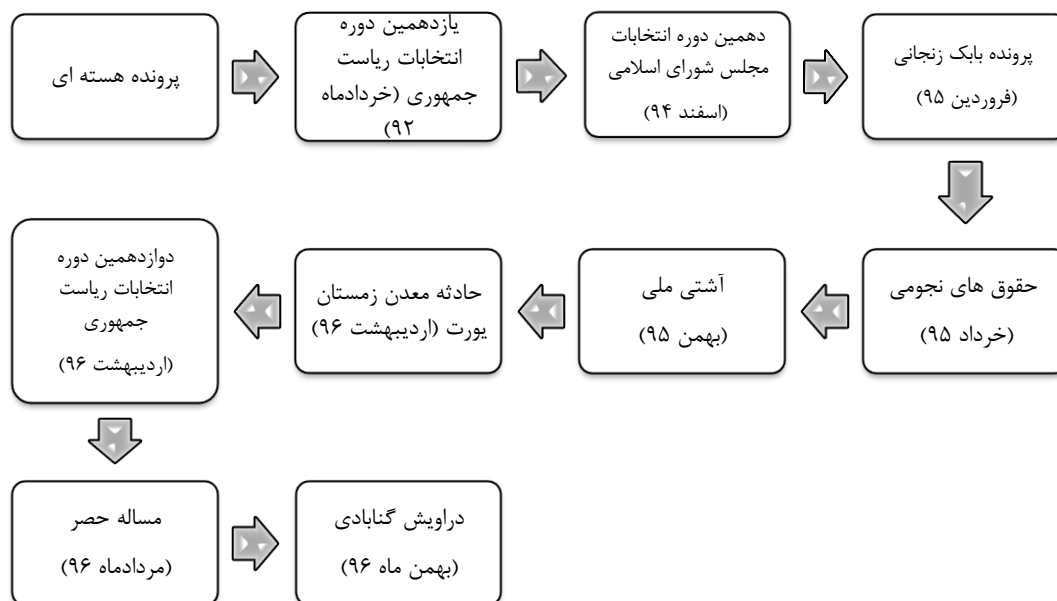 پرونده هسته ای
یازدهمین دوره
انتخابات
ریاست
جمهوری (خردادماه
۹۲)
دهمین دوره انتخابات
مجلس شورای اسلامی
(اسفند ۹۴)
پرونده بابک زنجانی
(فروردین ۹۵)
حقوق های نجومی
(خرداد ۹۵)
آشتی ملی
(بهمن ۹۵)
حادثه معدن زمستان
یورت (اردیبهشت ۹۶)
دوازدهمین دوره
انتخابات ریاست
جمهوری
(اردیبهشت ۹۶)
مساله حصر
(مردادماه ۹۶)
دراویش گنابادی
(بهمن ماه ۹۶)